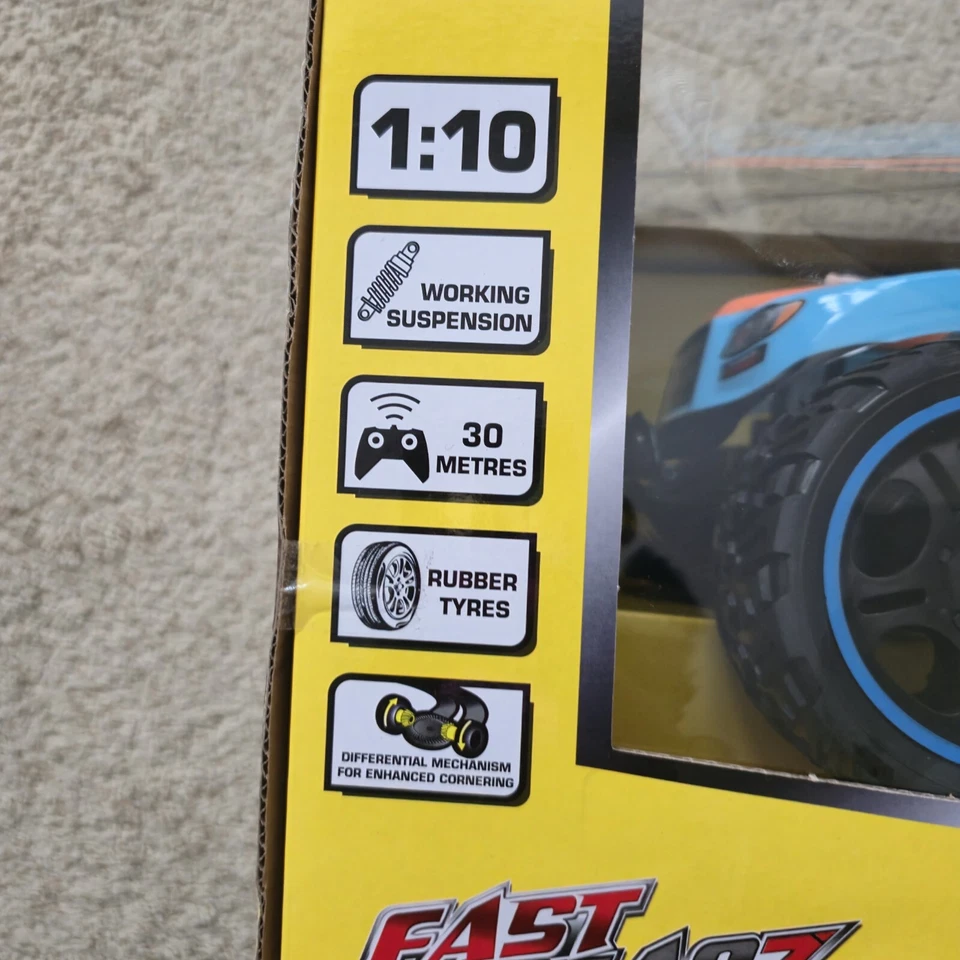 1:10
WORKING
SUSPENSION
30
METRES
RUBBER
TYRES
DIFFERENTIAL MECHANISM
FOR ENHANCED CORNERING
FAST